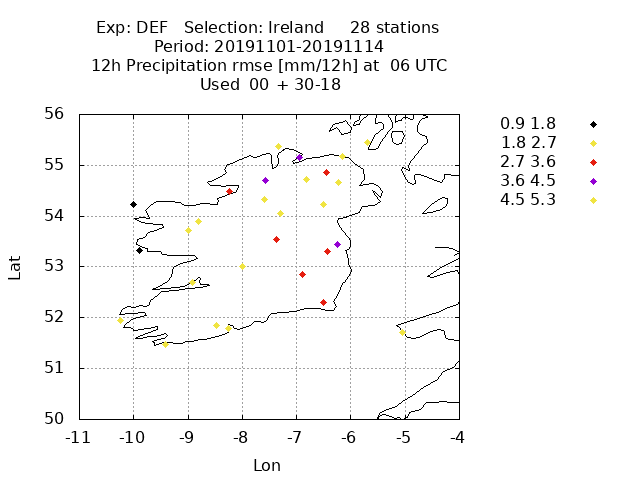 Exp: DEF   Selection: Ireland     28 stations
Period: 20191101-20191114
12h Precipitation rmse [mm/12h] at  06 UTC
Used  00 + 30-18
56
55
54
53
52
51
50
-11 -10 -9 -8 -7 -6 -5 -4
Lat
Lon
0.9 1.8
1.8 2.7
2.7 3.6
3.6 4.5
4.5 5.3